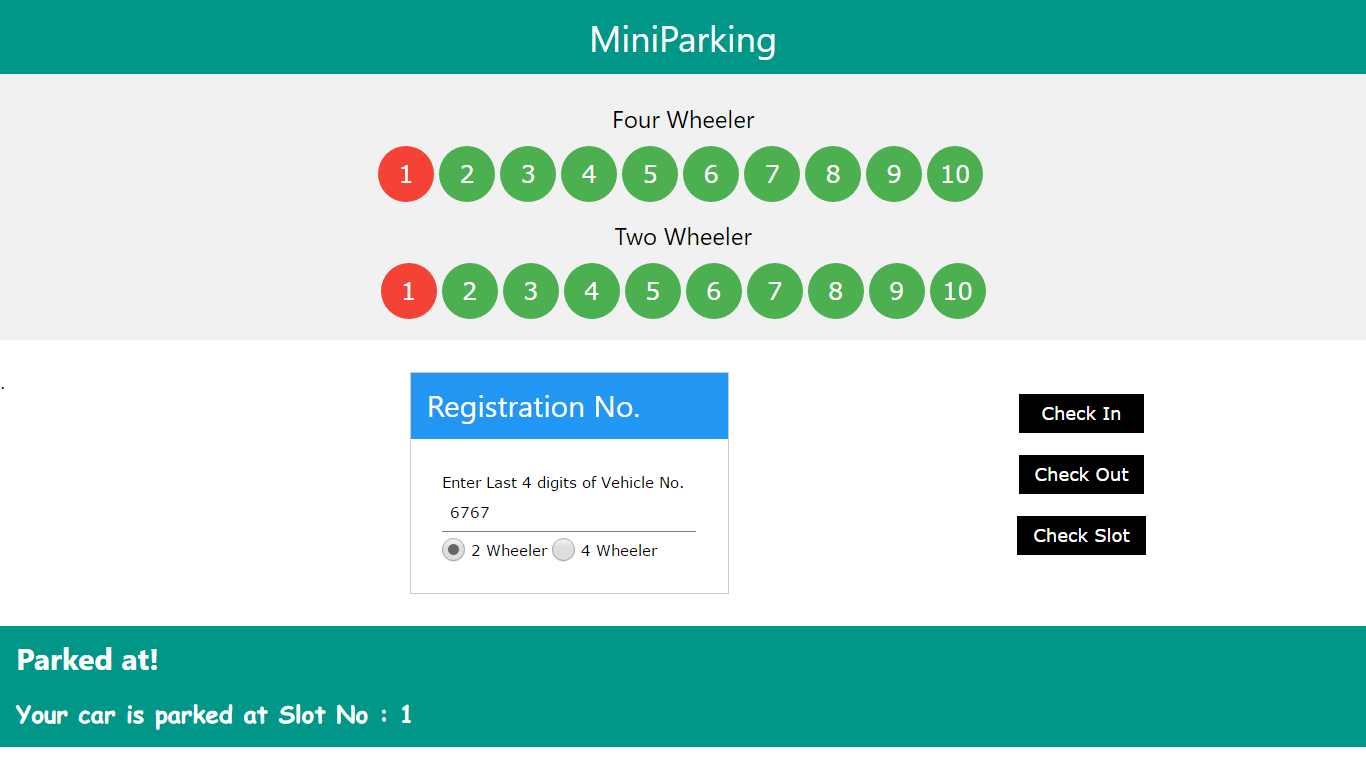 MiniParking
Four Wheeler
1 2 3 4 5 6 7 8 9 10
Two Wheeler
1 2 3 4 5 6 7 8 9 10
.
Registration No.
Enter Last 4 digits of Vehicle No.
6767
2 Wheeler 4 Wheeler
Check In
Check Out
Check Slot
Parked at!
Your car is parked at Slot No : 1